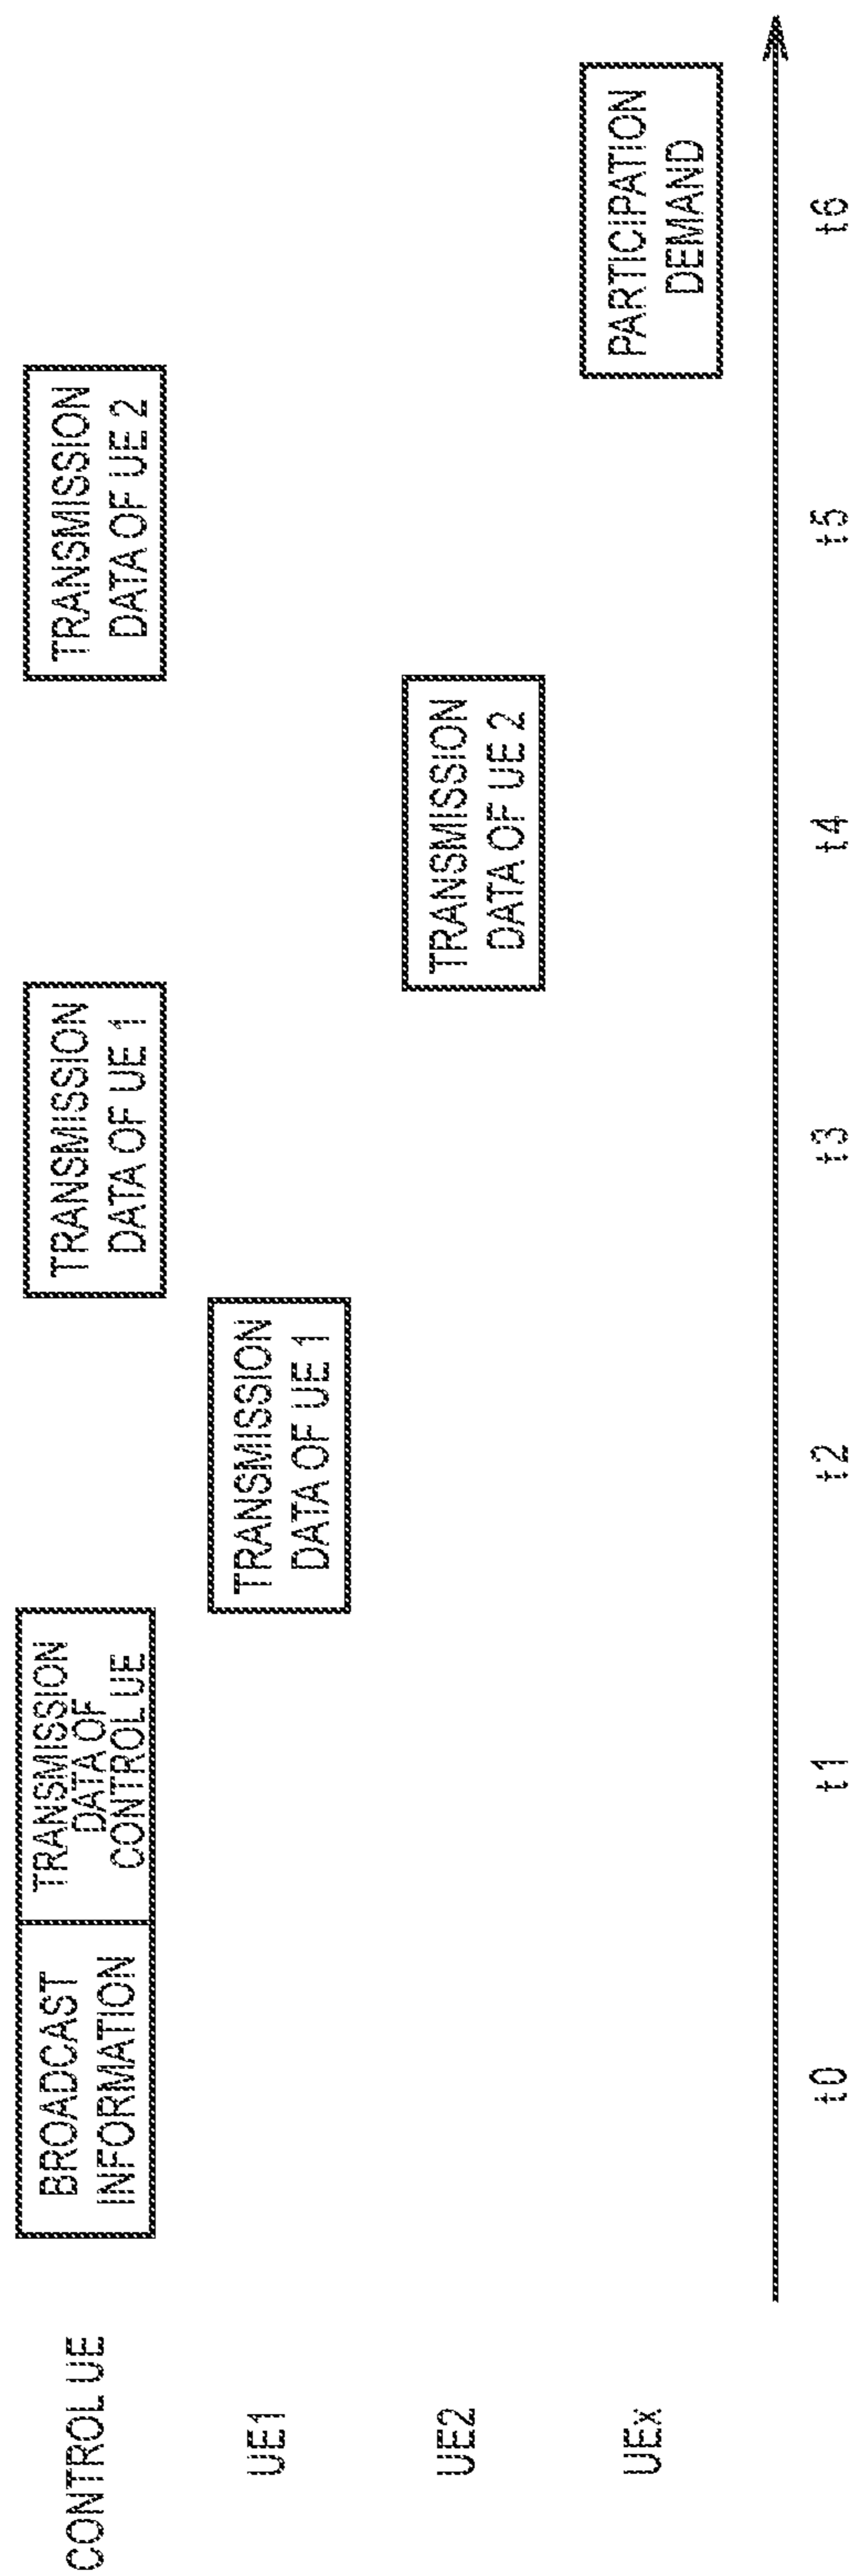 CONTROL UE
BROADCAST
INFORMATION
TRANSMISSION
DATA OF
CONTROL UE
TRANSMISSION
DATA OF UE 1
TRANSMISSION
DATA OF UE 2
UE1
TRANSMISSION
DATA OF UE 1
UE2
TRANSMISSION
DATA OF UE 2
UEx
PARTICIPATION
DEMAND
t0
t1
t2
t3
t4
t5
t6